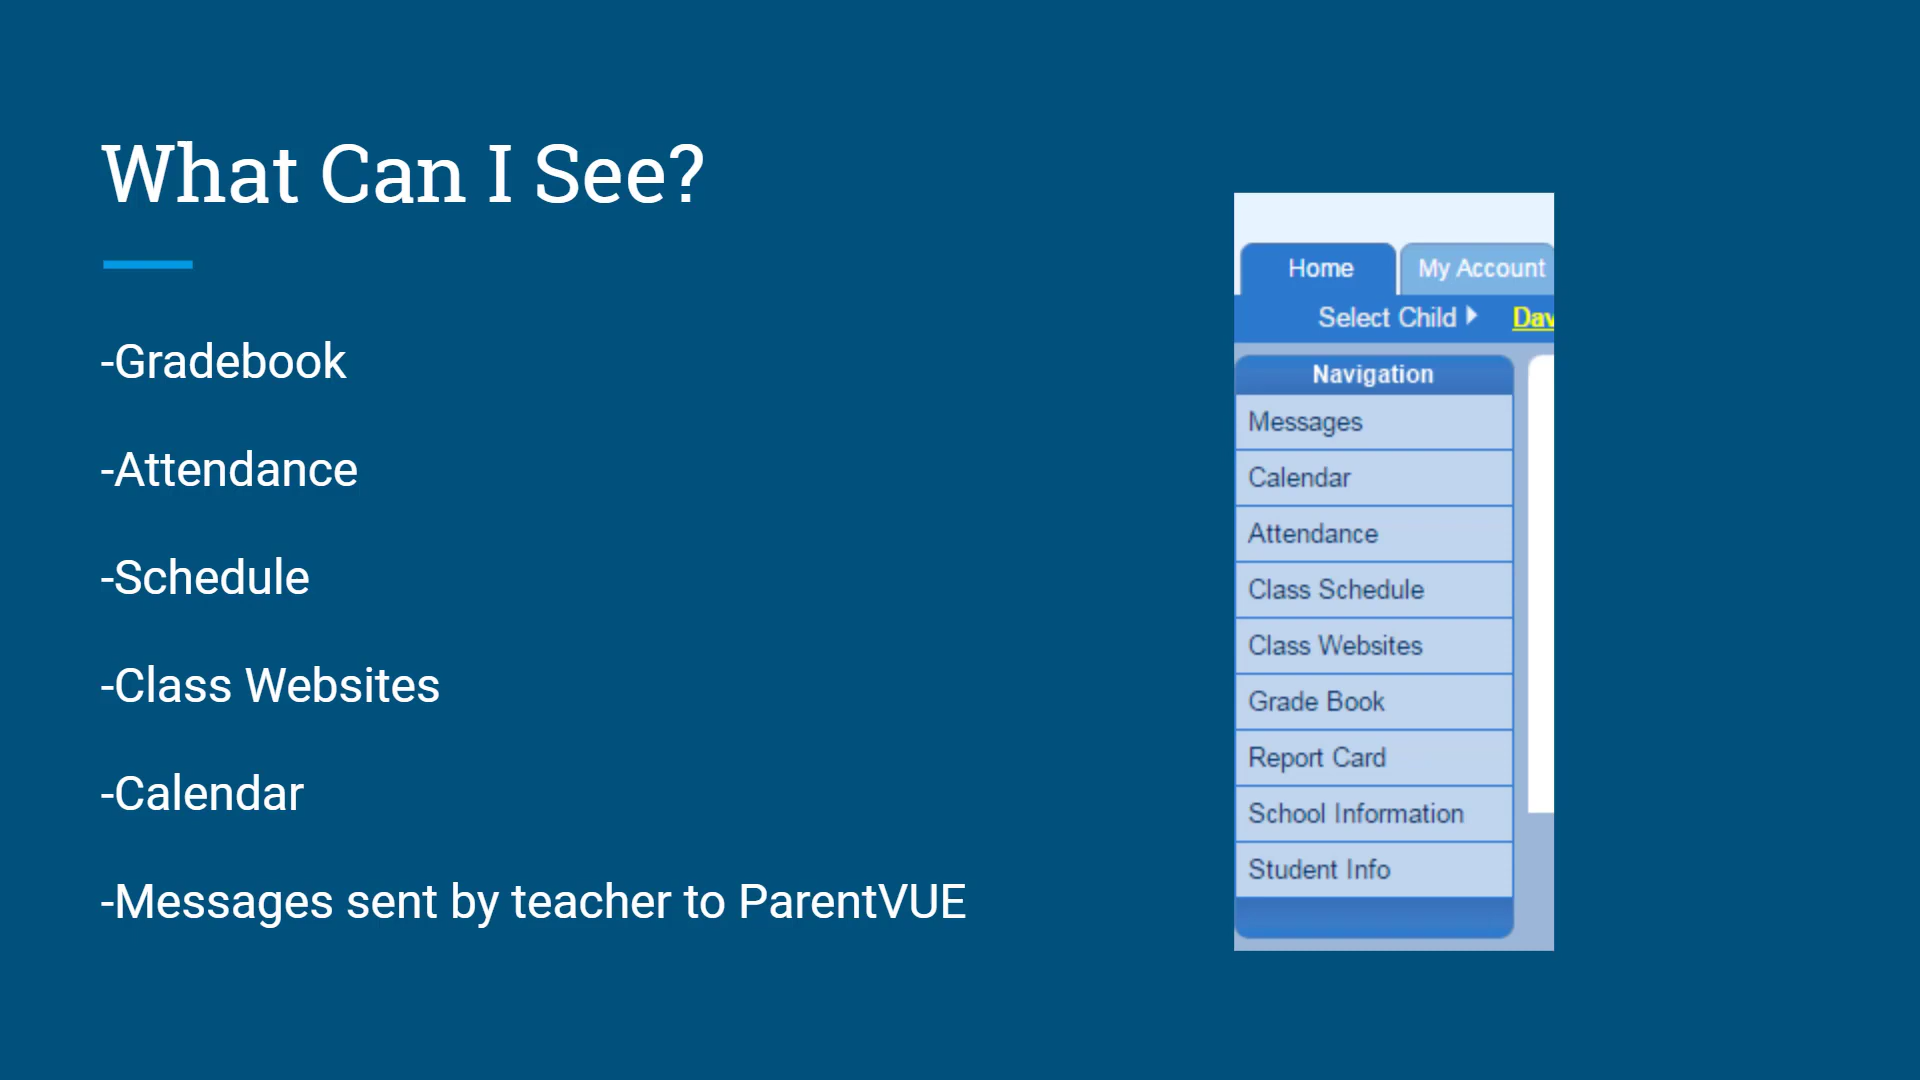 What Can I See?
-Gradebook
-Attendance
-Schedule
-Class Websites
-Calendar
-Messages sent by teacher to ParentVUE
Home My Account
Select Child Dav
Navigation
Messages
Calendar
Attendance
Class Schedule
Class Websites
Grade Book
Report Card
School Information
Student Info